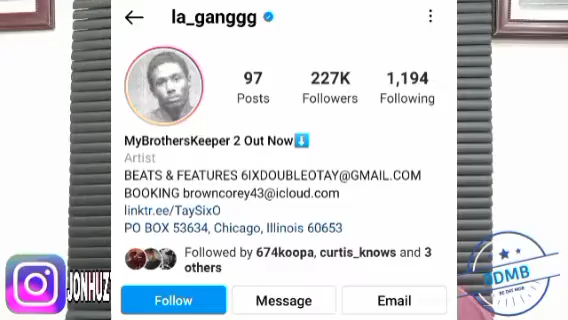 la_ganggg
97
227K
1,194
Posts
Followers
Following
MyBrothersKeeper 2 Out Now
Artist
BEATS & FEATURES 6IXDOUBLEOTAY@GMAIL.COM
BOOKING browncorey43@icloud.com
linktr.ee/TaySixO
PO BOX 53634, Chicago, Illinois 60653
Followed by 674koopa, curtis_knows and 3
others
Follow
Message
Email
JONHUZ